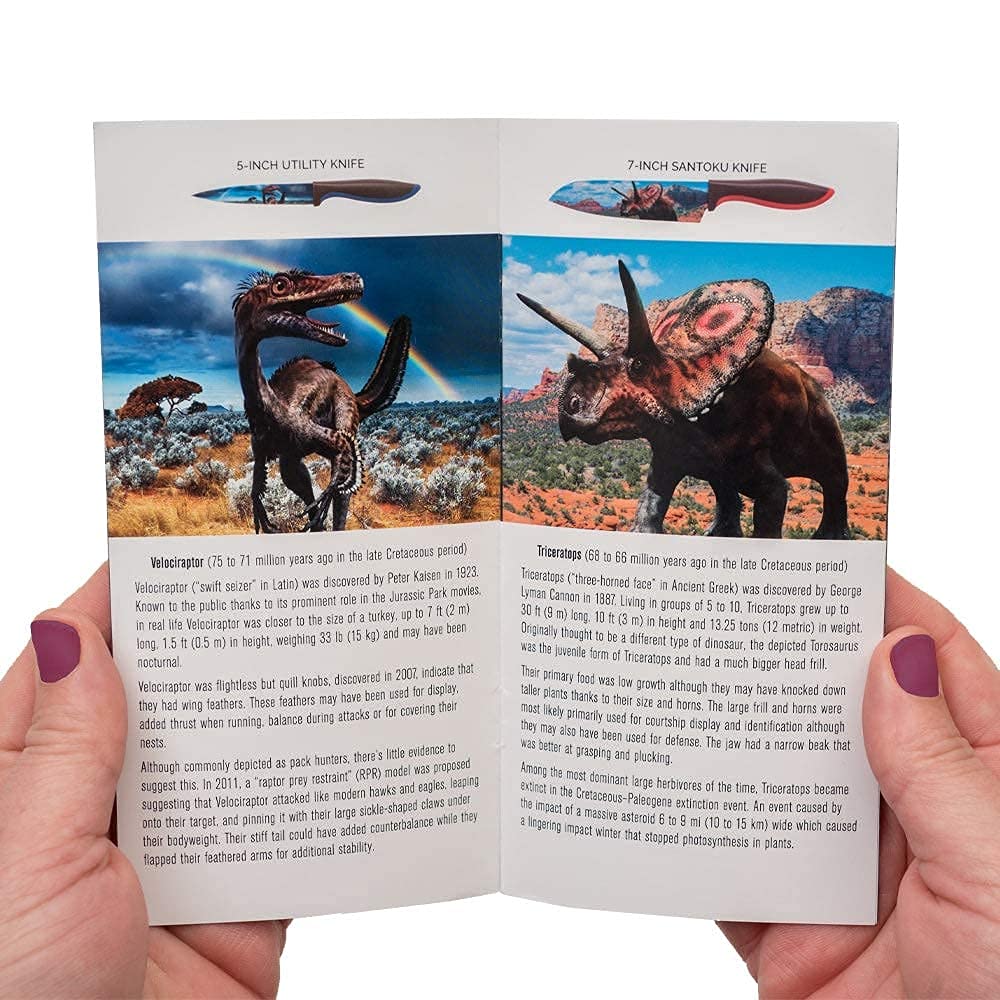 5-INCH UTILITY KNIFE
Velociraptor (75 to 71 million years ago in the late Cretaceous period)
Velociraptor ("swift seizer" in Latin) was discovered by Peter Kaisen in 1923.
Known to the public thanks to its prominent role in the Jurassic Park movies,
in real life Velociraptor was closer to the size of a turkey, up to 7 ft (2 m)
long, 1.5 ft (0.5 m) in height, weighing 33 lb (15 kg) and may have been
nocturnal.
Velociraptor was flightless but quill knobs, discovered in 2007, indicate that
they had wing feathers. These feathers may have been used for display,
added thrust when running, balance during attacks or for covering their
nests.
Although commonly depicted as pack hunters, there's little evidence to
suggest this. In 2011, a "raptor prey restraint" (RPR) model was proposed
suggesting that Velociraptor attacked like modern hawks and eagles, leaping
onto their target, and pinning it with their large sickle-shaped claws under
their bodyweight. Their stiff tail could have added counterbalance while they
flapped their feathered arms for additional stability.
7-INCH SANTOKU KNIFE
Triceratops (68 to 66 million years ago in the late Cretaceous period)
Triceratops ("three-horned face" in Ancient Greek) was discovered by George
Lyman Cannon in 1887. Living in groups of 5 to 10, Triceratops grew up to
30 ft (9 m) long, 10 ft (3 m) in height and 13.25 tons (12 metric) in weight.
Originally thought to be a different type of dinosaur, the depicted Torosaurus
was the juvenile form of Triceratops and had a much bigger head frill.
Their primary food was low growth although they may have knocked down
taller plants thanks to their size and horns. The large frill and horns were
most likely primarily used for courtship display and identification although
they may also have been used for defense. The jaw had a narrow beak that
was better at grasping and plucking.
Among the most dominant large herbivores of the time, Triceratops became
extinct in the Cretaceous–Paleogene extinction event. An event caused by
the impact of a massive asteroid 6 to 9 mi (10 to 15 km) wide which caused
a lingering impact winter that stopped photosynthesis in plants.